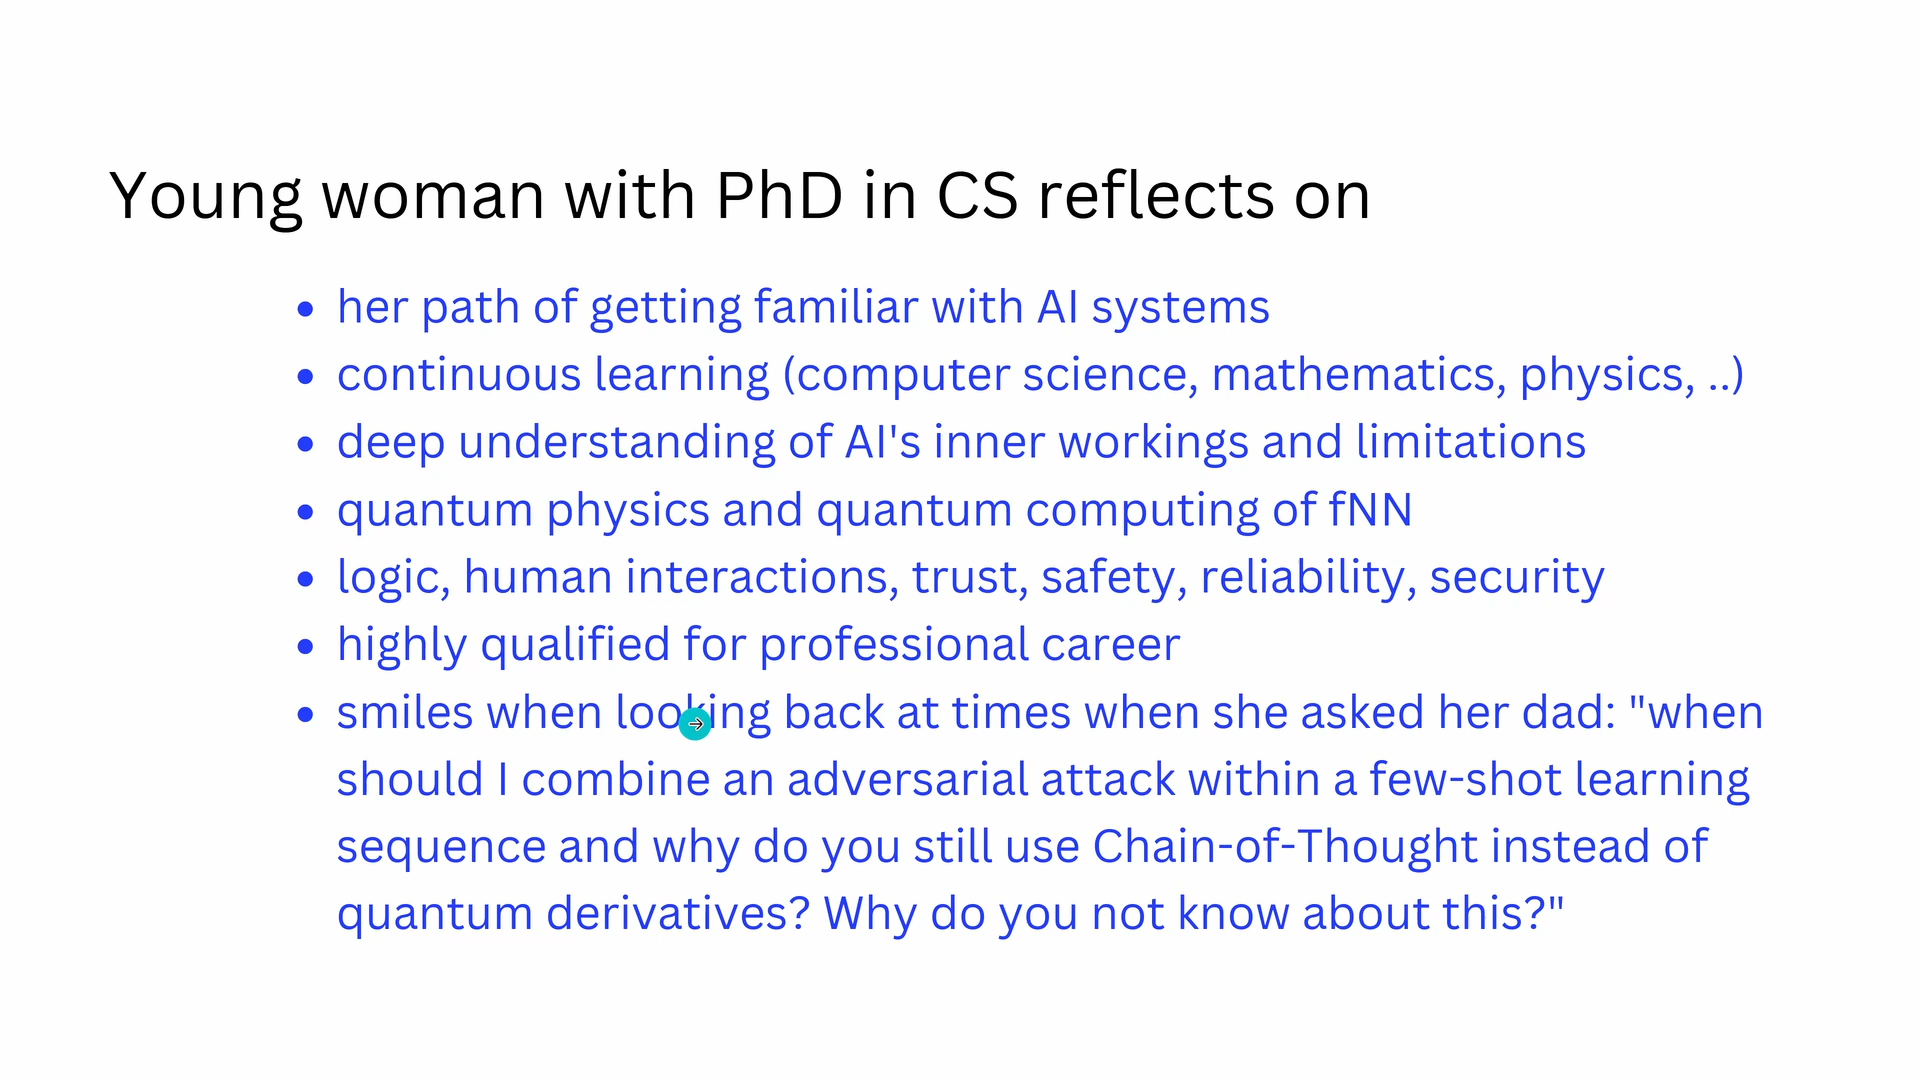 Young woman with PhD in CS reflects on
• her path of getting familiar with AI systems
• continuous learning (computer science, mathematics, physics, ..)
• deep understanding of AI's inner workings and limitations
• quantum physics and quantum computing of fNN
• logic, human interactions, trust, safety, reliability, security
• highly qualified for professional career
• smiles when looking back at times when she asked her dad: "when
should I combine an adversarial attack within a few-shot learning
sequence and why do you still use Chain-of-Thought instead of
quantum derivatives? Why do you not know about this?"